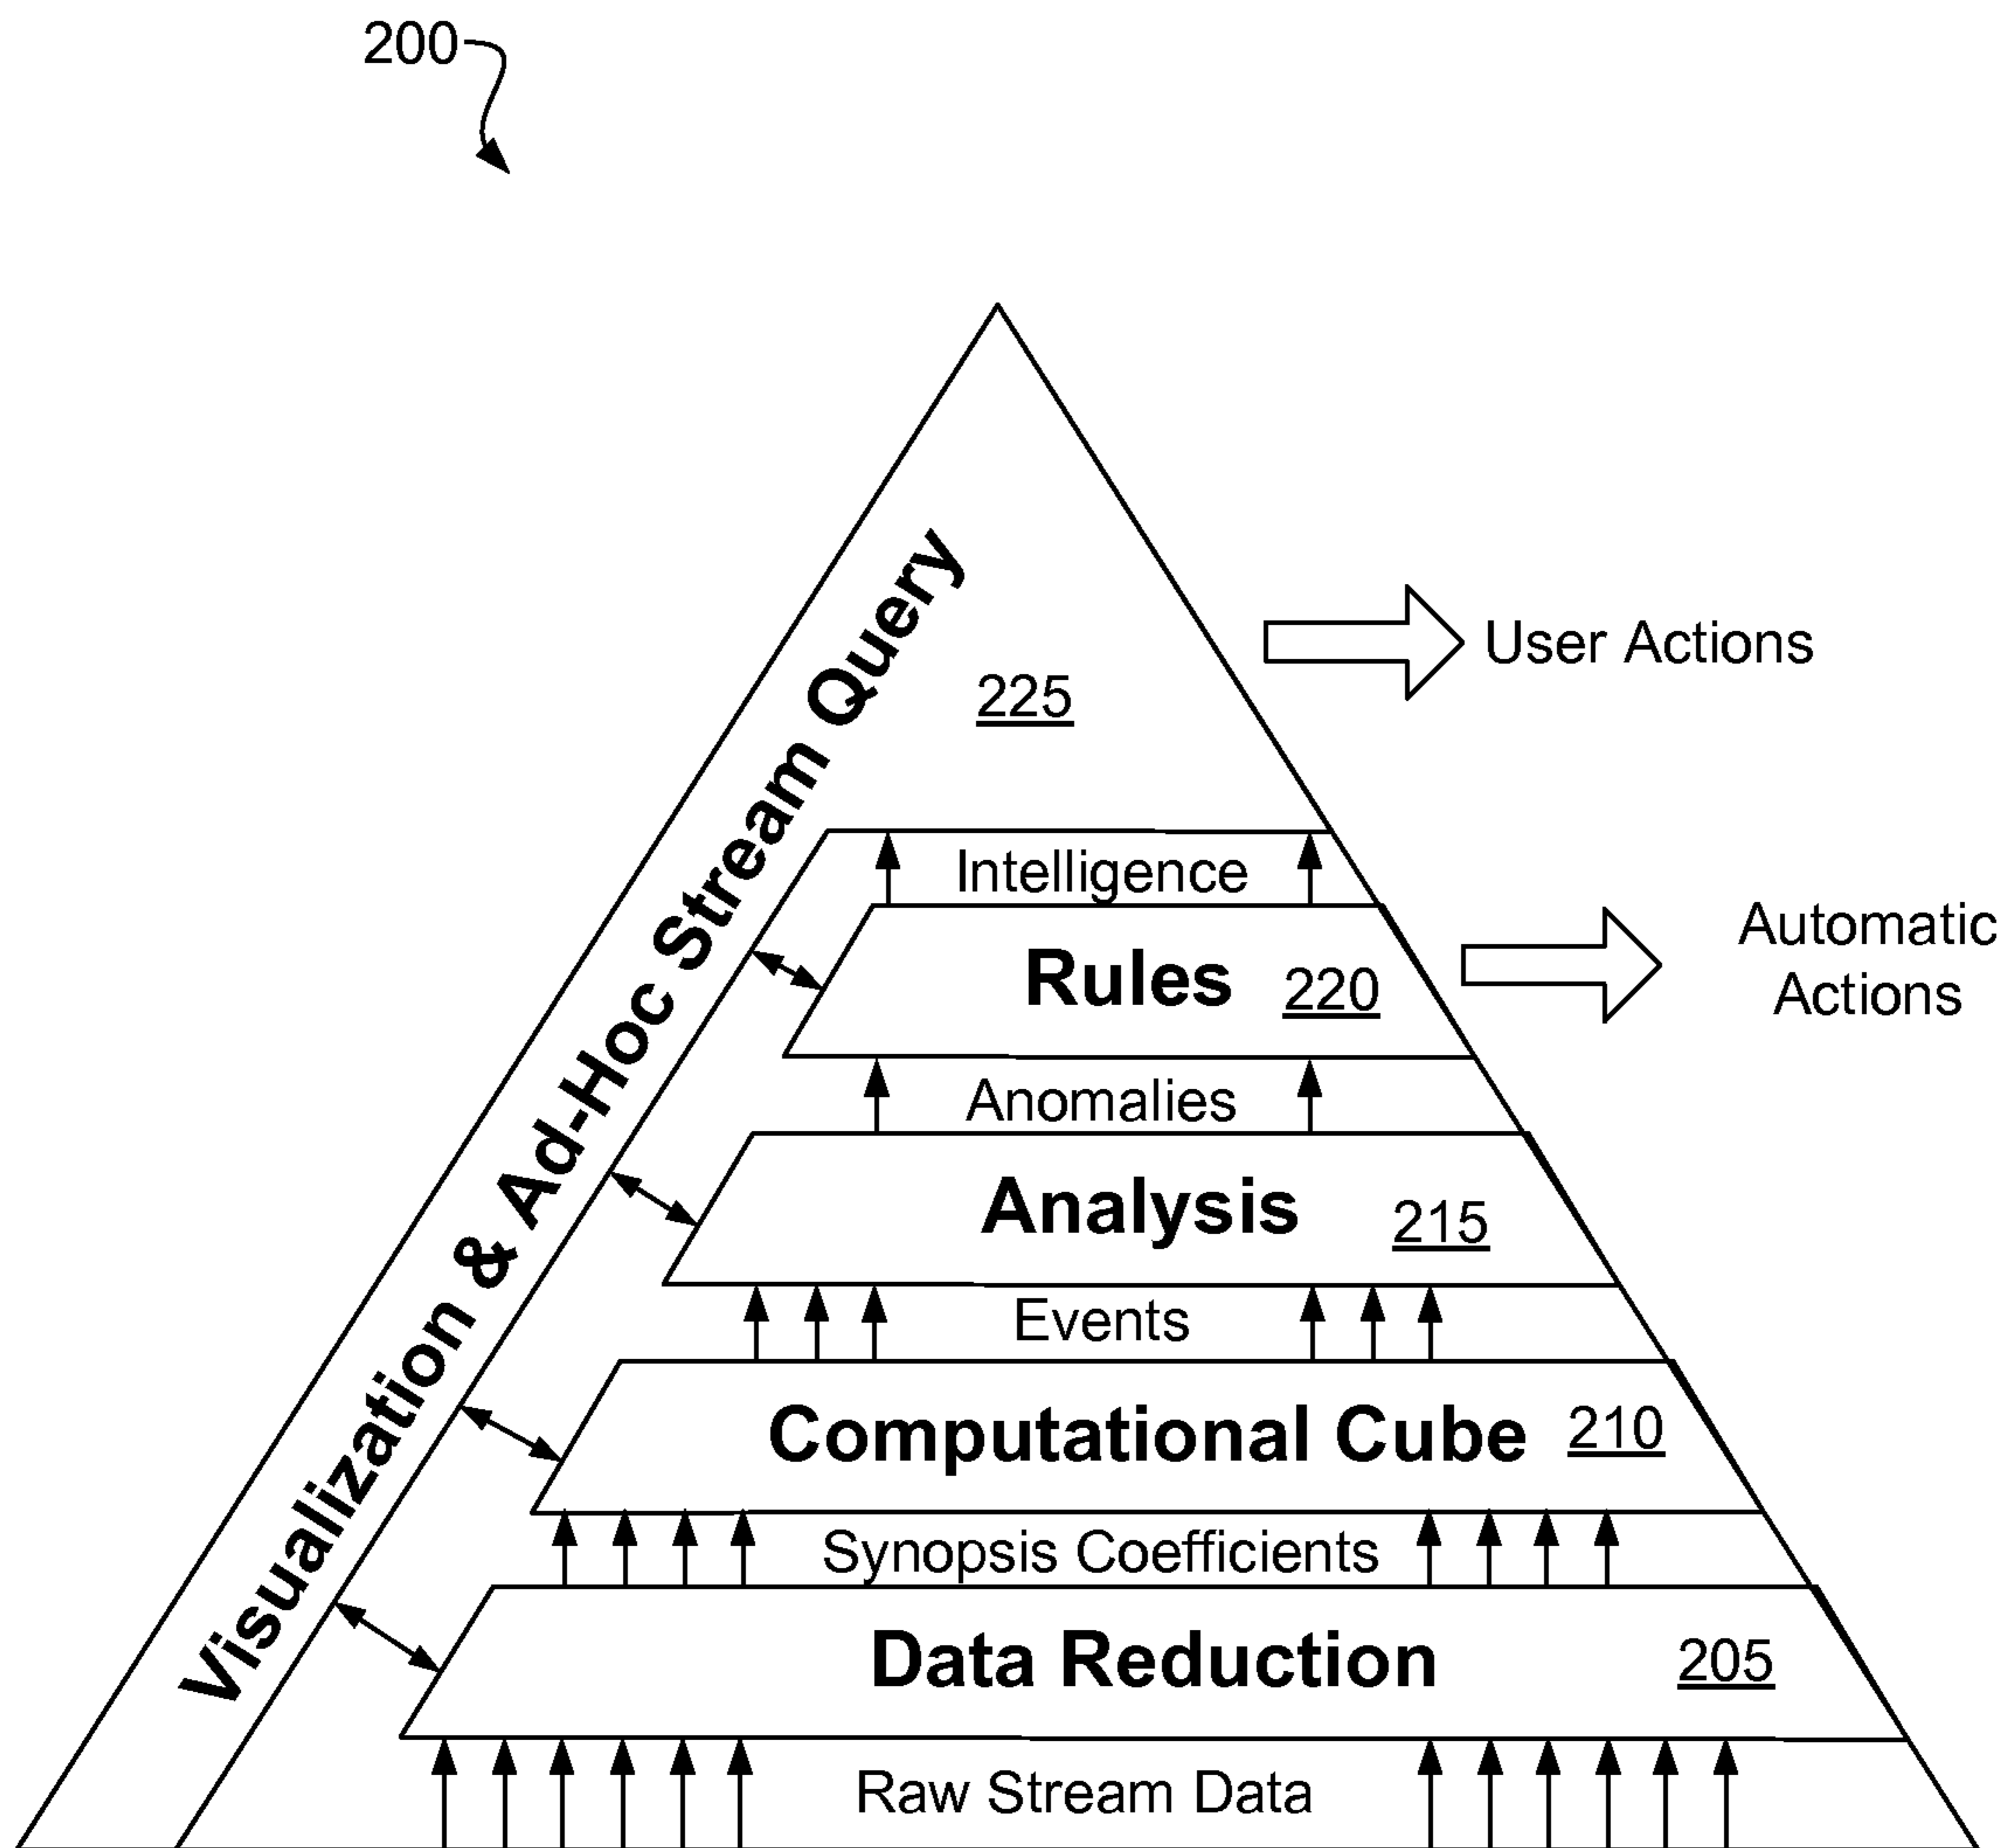 200
Visualization & Ad-Hoc Stream Query
225
User Actions
Intelligence
Rules 220
Automatic
Actions
Anomalies
Analysis 215
Events
Computational Cube 210
Synopsis Coefficients
Data Reduction 205
Raw Stream Data